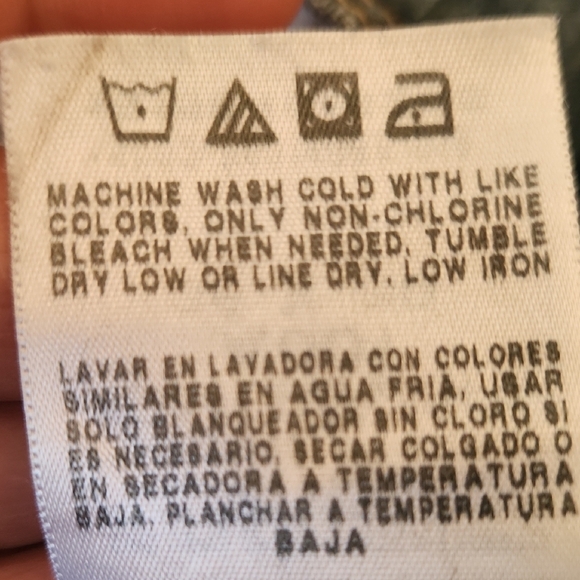 MACHINE WASH COLD WITH LIKE
COLORS, ONLY NON-CHLORINE
BLEACH WHEN NEEDED. TUMBLE
DRY LOW OR LINE DRY. LOW IRON
LAVAR EN LAVADORA CON COLORES
SIMILARES EN AGUA FRIA, USAR
SOLO BLANQUEADOR SIN CLORO SI
ES NECESARIO. SECAR COLGADO O
EN SECADORA A TEMPERATURA
BAJA. PLANCHAR A TEMPERATURA
BAJA